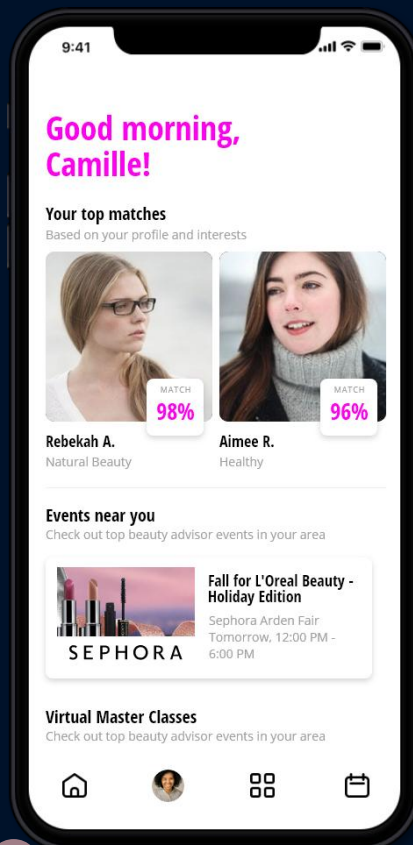 9:41
Good morning,
Camille!
Your top matches
Based on your profile and interests
MATCH
98%
MATCH
96%
Rebekah A.
Natural Beauty
Aimee R.
Healthy
Events near you
Check out top beauty advisor events in your area
SEPHORA
Fall for L'Oreal Beauty -
Holiday Edition
Sephora Arden Fair
Tomorrow, 12:00 PM -
6:00 PM
Virtual Master Classes
Check out top beauty advisor events in your area